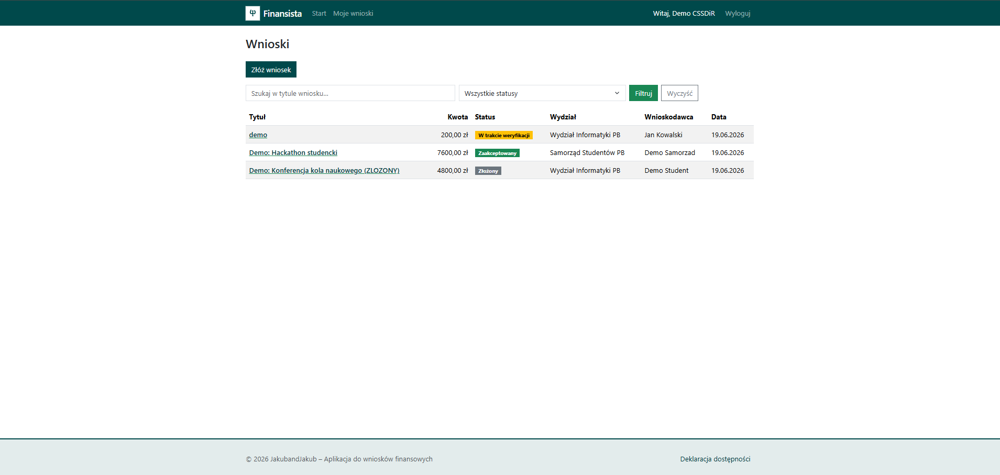 Finansista Start Moje wnioski Witaj, Demo CSSDiR Wyloguj
Wnioski
Złóż wniosek
Szukaj w tytule wniosku... Wszystkie statusy Filtruj Wyczyść
Tytuł Kwota Status Wydział Wnioskodawca Data
demo 200,00 zł W trakcie weryfikacji Wydział Informatyki PB Jan Kowalski 19.06.2026
Demo: Hackathon studencki 7600,00 zł Zaakceptowany Samorząd Studentów PB Demo Samorzad 19.06.2026
Demo: Konferencja kola naukowego (ZLOZONY) 4800,00 zł Złożony Wydział Informatyki PB Demo Student 19.06.2026
© 2026 JakubandJakub – Aplikacja do wniosków finansowych Deklaracja dostępności